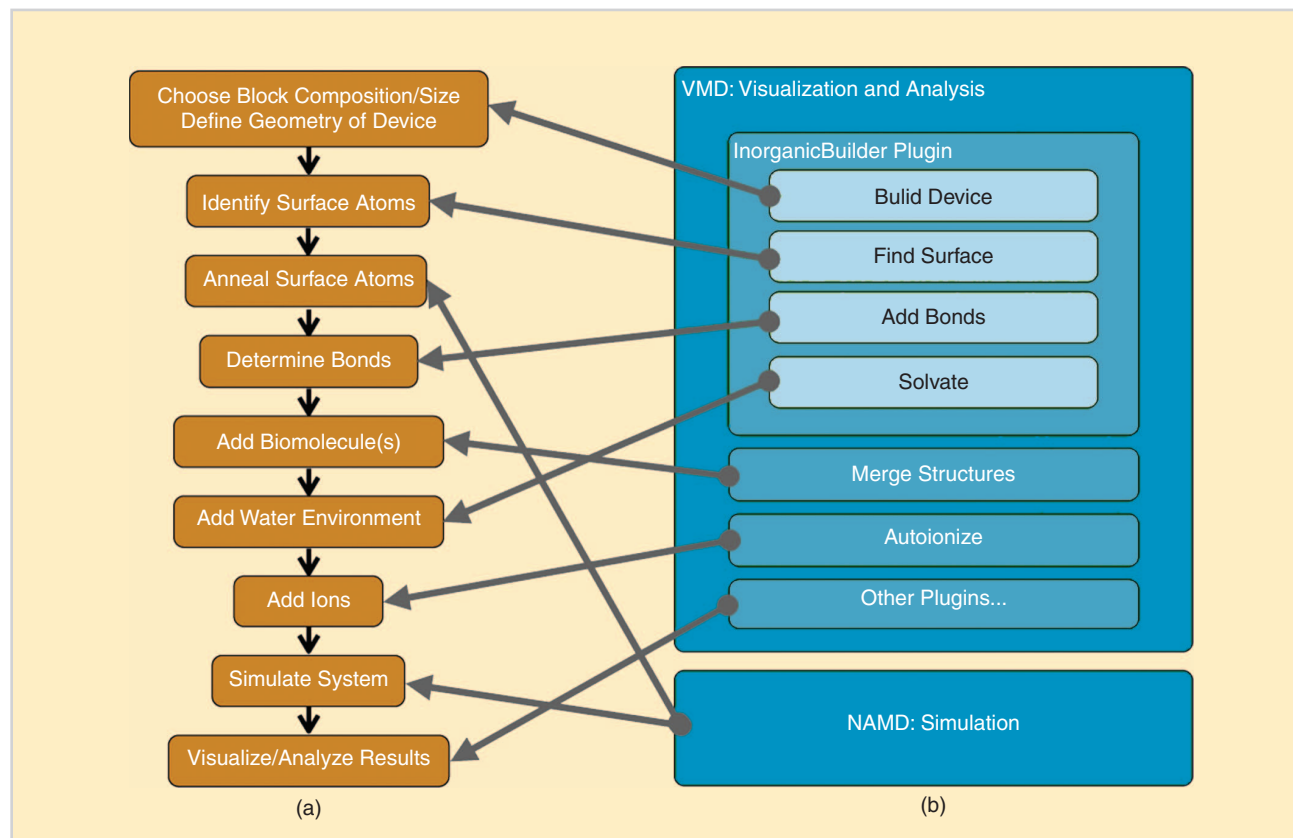 Choose Block Composition/Size
Define Geometry of Device
Identify Surface Atoms
Anneal Surface Atoms
Determine Bonds
Add Biomolecule(s)
Add Water Environment
Add Ions
Simulate System
Visualize/Analyze Results
(a)
VMD: Visualization and Analysis
InorganicBuilder Plugin
Bulid Device
Find Surface
Add Bonds
Solvate
Merge Structures
Autoionize
Other Plugins...
NAMD: Simulation
(b)